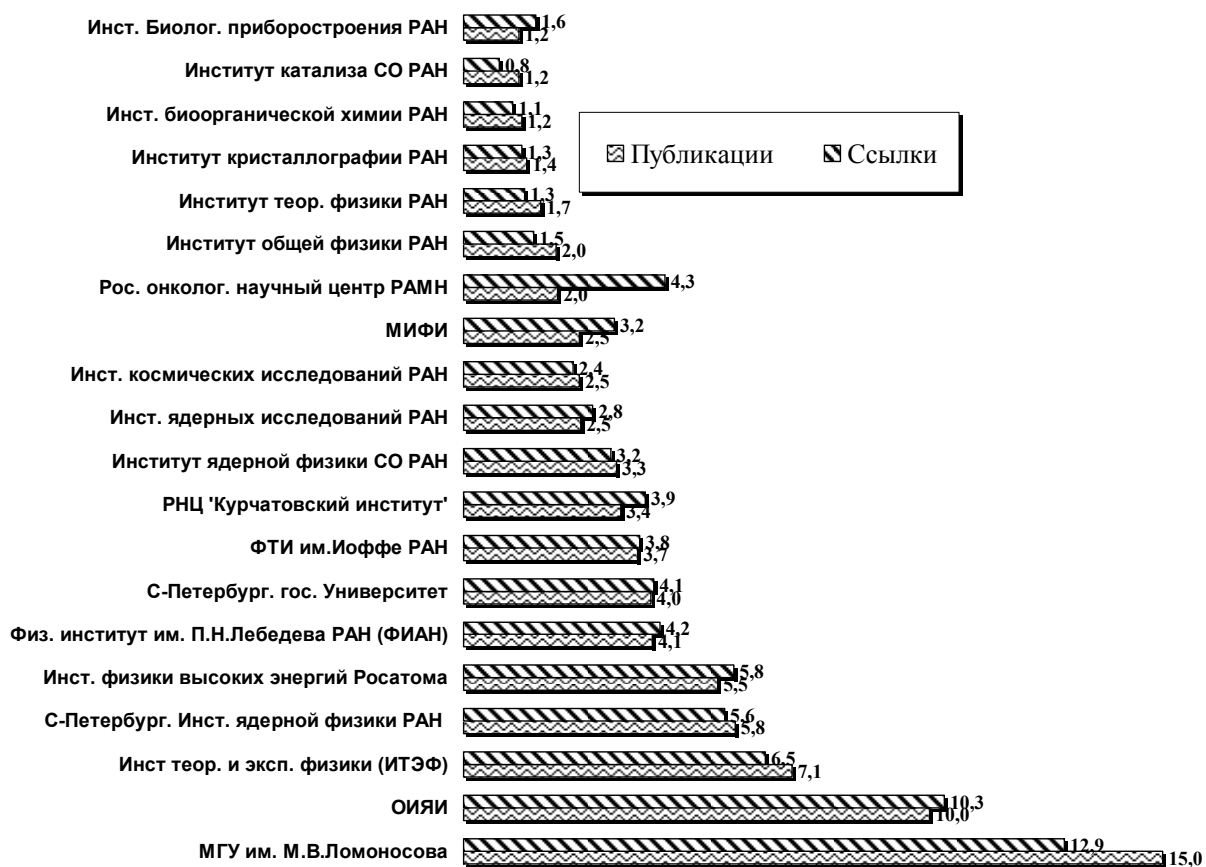 Инст. Биолог. приборостроения РАН
1,6
1,2
Институт катализа СО РАН
0,8
1,2
Инст. биоорганической химии РАН
1,1
1,2
Публикации Ссылки
Институт кристаллографии РАН
1,3
1,4
Институт теор. физики РАН
1,3
1,7
Институт общей физики РАН
1,5
2,0
Рос. онколог. научный центр РАМН
4,3
2,0
МИФИ
3,2
2,5
Инст. космических исследований РАН
2,4
2,5
Инст. ядерных исследований РАН
2,8
2,5
Институт ядерной физики СО РАН
3,2
3,3
РНЦ 'Курчатовский институт'
3,9
3,4
ФТИ им.Иоффе РАН
3,8
3,7
С-Петербург. гос. Университет
4,1
4,0
Физ. институт им. П.Н.Лебедева РАН (ФИАН)
4,2
4,1
Инст. физики высоких энергий Росатома
5,8
5,5
С-Петербург. Инст. ядерной физики РАН
5,6
5,8
Инст теор. и эксп. физики (ИТЭФ)
6,5
7,1
ОИЯИ
10,3
10,0
МГУ им. М.В.Ломоносова
12,9
15,0